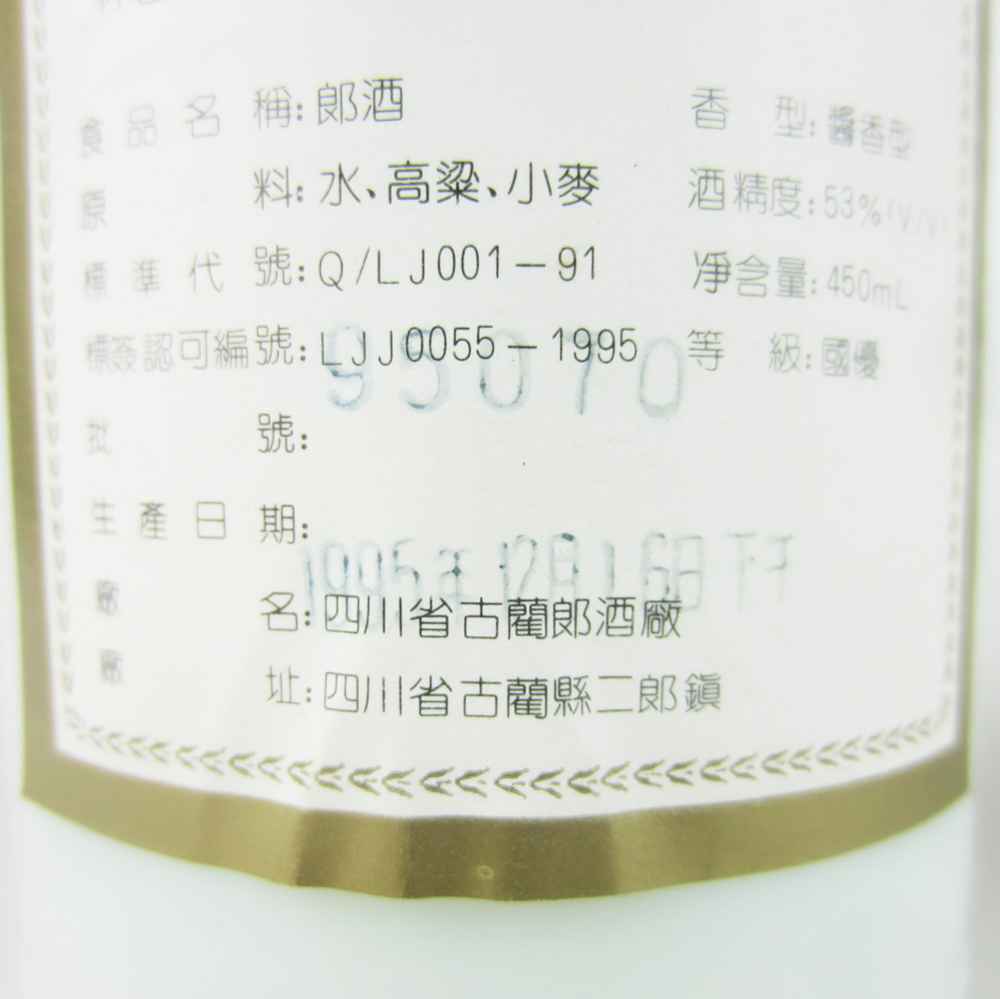 食品名稱:郎酒 香型:醬香型
原料:水、高粱、小麥 酒精度:53%(V/V)
標準代號:Q/LJ001-91 淨含量:450mL
標簽認可編號:LJJ0055-1995 等級:國優
95070
批號:
生產日期:
1995年12月16日下午
廠名:四川省古藺郎酒廠
廠址:四川省古藺縣二郎鎮